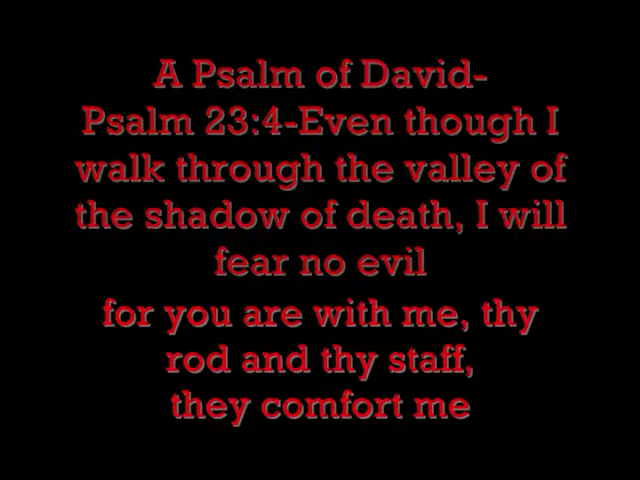 A Psalm of David-
Psalm 23:4-Even though I
walk through the valley of
the shadow of death, I will
fear no evil
for you are with me, thy
rod and thy staff,
they comfort me